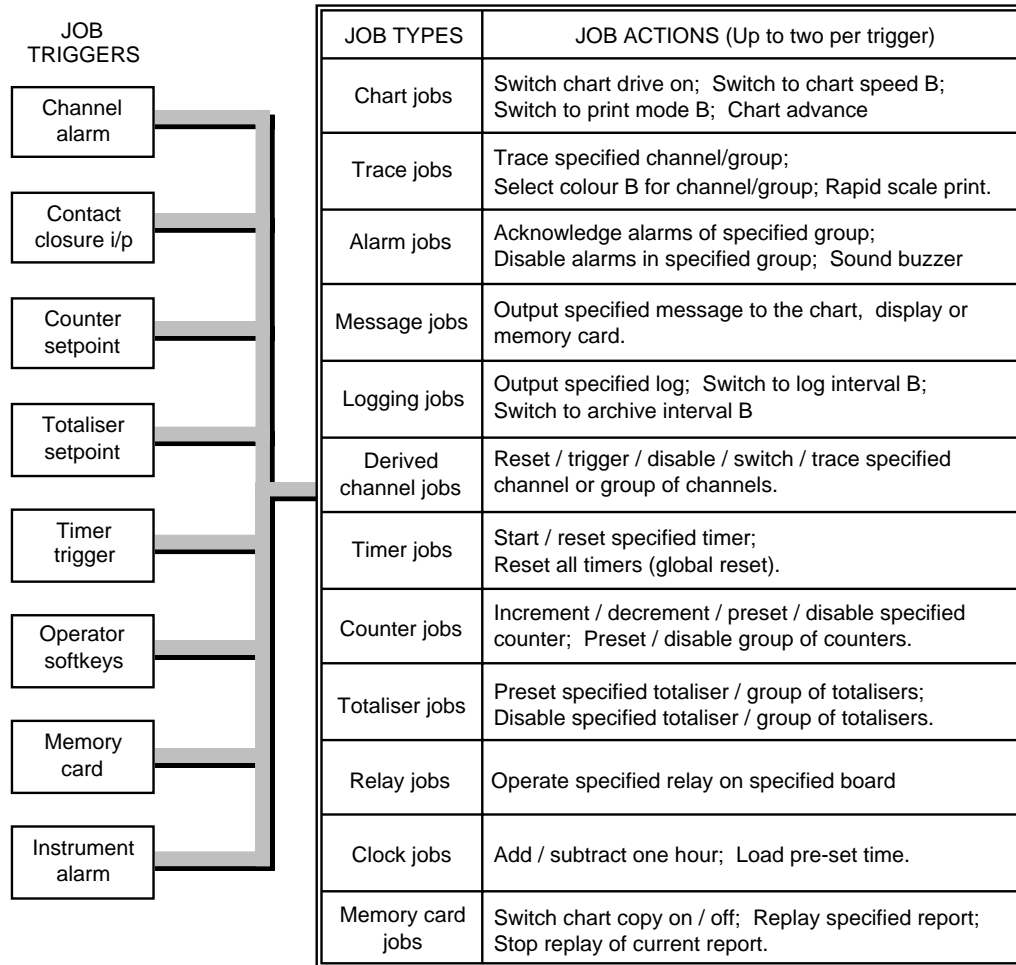 JOB
TRIGGERS
Channel
alarm
Contact
closure i/p
Counter
setpoint
Totaliser
setpoint
Timer
trigger
Operator
softkeys
Memory
card
Instrument
alarm
JOB TYPES
JOB ACTIONS (Up to two per trigger)
Chart jobs
Switch chart drive on; Switch to chart speed B;
Switch to print mode B; Chart advance
Trace jobs
Trace specified channel/group;
Select colour B for channel/group; Rapid scale print.
Alarm jobs
Acknowledge alarms of specified group;
Disable alarms in specified group; Sound buzzer
Message jobs
Output specified message to the chart, display or
memory card.
Logging jobs
Output specified log; Switch to log interval B;
Switch to archive interval B
Derived
channel jobs
Reset / trigger / disable / switch / trace specified
channel or group of channels.
Timer jobs
Start / reset specified timer;
Reset all timers (global reset).
Counter jobs
Increment / decrement / preset / disable specified
counter; Preset / disable group of counters.
Totaliser jobs
Preset specified totaliser / group of totalisers;
Disable specified totaliser / group of totalisers.
Relay jobs
Operate specified relay on specified board
Clock jobs
Add / subtract one hour; Load pre-set time.
Memory card
jobs
Switch chart copy on / off; Replay specified report;
Stop replay of current report.